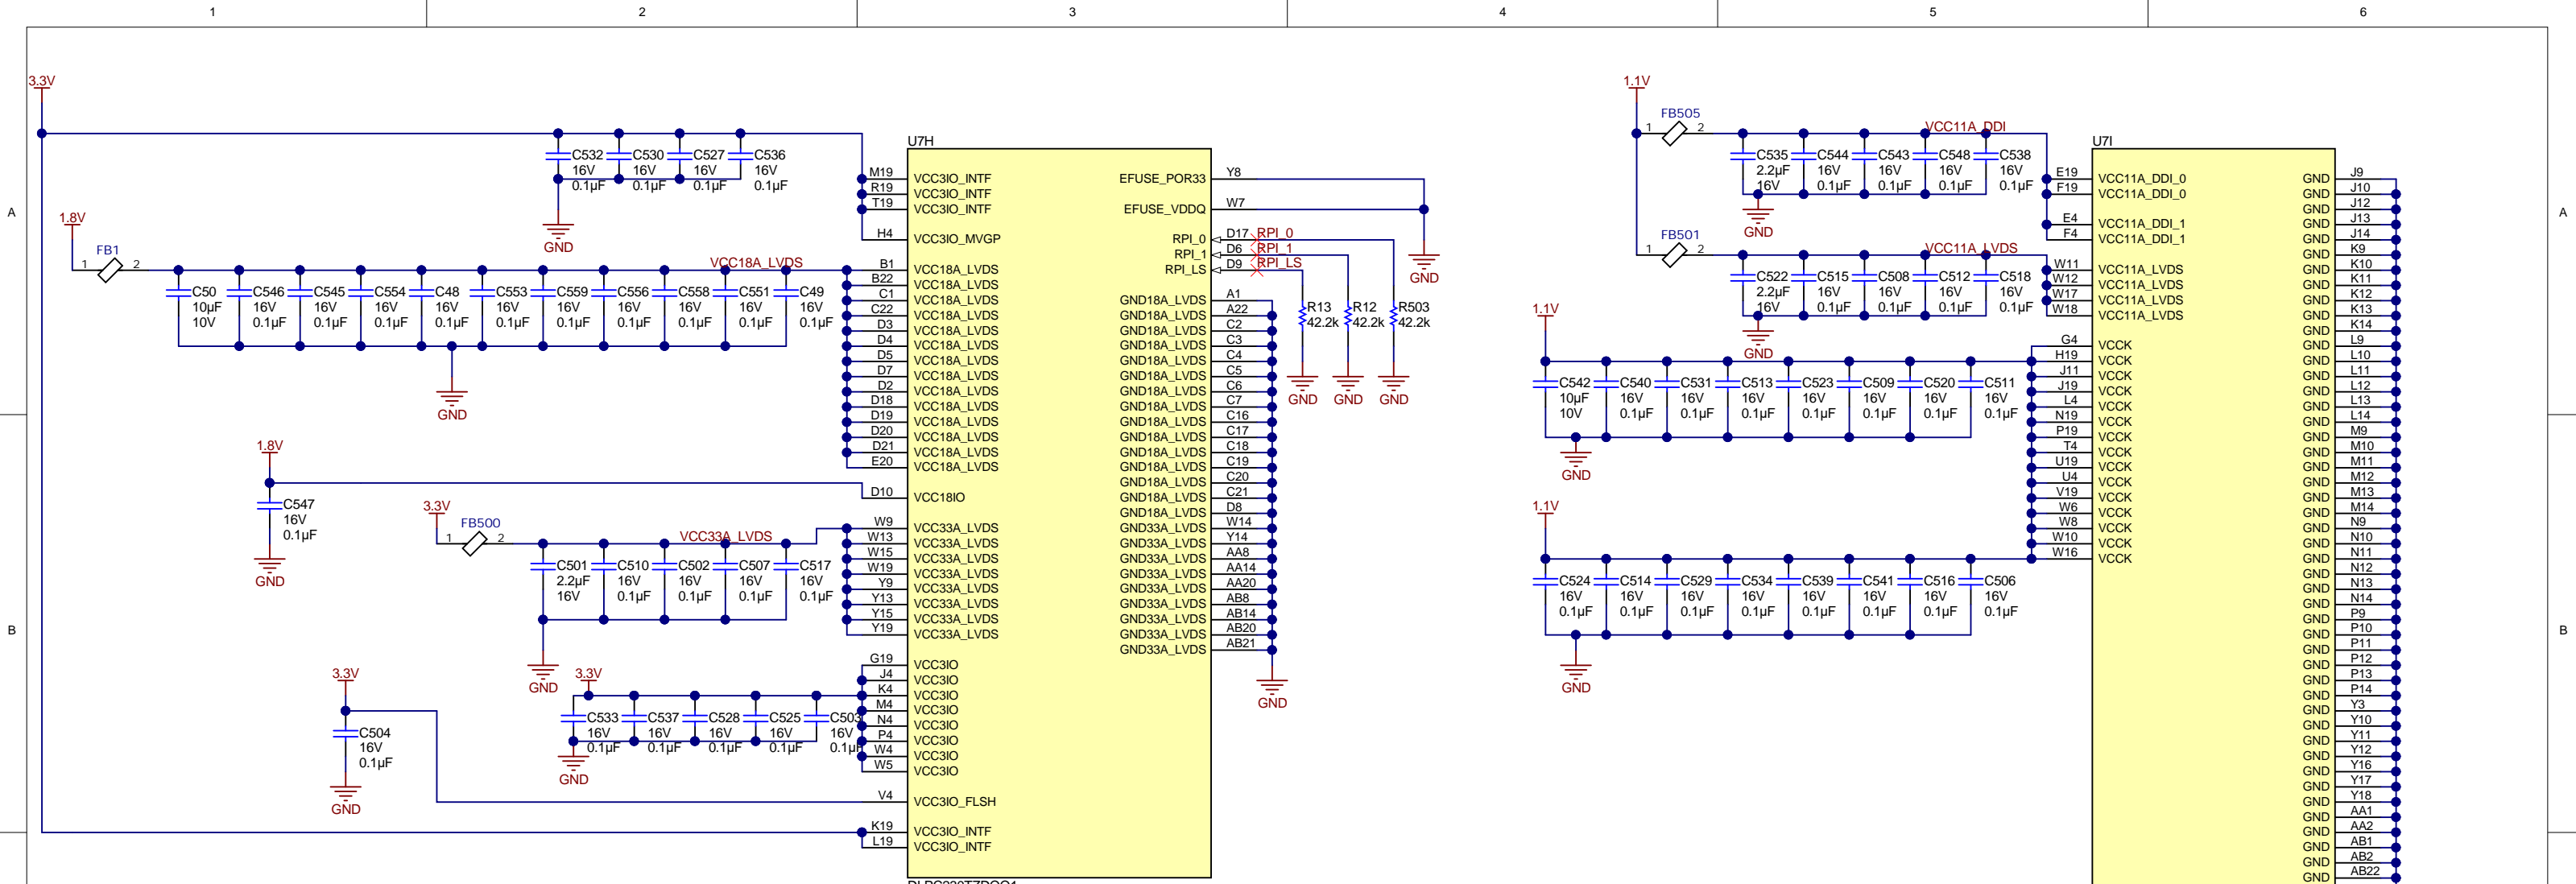 1 2 3 4 5 6
3.3V
C532 C530 C527 C536
16V 16V 16V 16V
0.1µF 0.1µF 0.1µF 0.1µF
GND
1.8V
FB1
1 2
VCC18A_LVDS
C50 C546 C545 C554 C48 C553 C559 C556 C558 C551 C49
10µF 16V 16V 16V 16V 16V 16V 16V 16V 16V 16V
10V 0.1µF 0.1µF 0.1µF 0.1µF 0.1µF 0.1µF 0.1µF 0.1µF 0.1µF 0.1µF
GND
1.8V
C547
16V
0.1µF
GND
3.3V
FB500
1 2
VCC33A_LVDS
C501 C510 C502 C507 C517
2.2µF 16V 16V 16V 16V
16V 0.1µF 0.1µF 0.1µF 0.1µF
GND
3.3V
C504
16V
0.1µF
GND
3.3V
C533 C537 C528 C525 C503
16V 16V 16V 16V 16V
0.1µF 0.1µF 0.1µF 0.1µF 0.1µF
GND
A
B
U7H
M19 VCC3IO_INTF
R19 VCC3IO_INTF
T19 VCC3IO_INTF
H4 VCC3IO_MVGP
B1 VCC18A_LVDS
B22 VCC18A_LVDS
C1 VCC18A_LVDS
C22 VCC18A_LVDS
D3 VCC18A_LVDS
D4 VCC18A_LVDS
D5 VCC18A_LVDS
D7 VCC18A_LVDS
D2 VCC18A_LVDS
D18 VCC18A_LVDS
D19 VCC18A_LVDS
D20 VCC18A_LVDS
D21 VCC18A_LVDS
E20 VCC18A_LVDS
D10 VCC18IO
W9 VCC33A_LVDS
W13 VCC33A_LVDS
W15 VCC33A_LVDS
W19 VCC33A_LVDS
Y9 VCC33A_LVDS
Y13 VCC33A_LVDS
Y15 VCC33A_LVDS
Y19 VCC33A_LVDS
G19 VCC3IO
J4 VCC3IO
K4 VCC3IO
M4 VCC3IO
N4 VCC3IO
P4 VCC3IO
W4 VCC3IO
W5 VCC3IO
V4 VCC3IO_FLSH
K19 VCC3IO_INTF
L19 VCC3IO_INTF
EFUSE_POR33 Y8
EFUSE_VDDQ W7
RPI_0 D17 RPI_0
RPI_1 D6 RPI_1
RPI_LS D9 RPI_LS
GND18A_LVDS A1
GND18A_LVDS A22
GND18A_LVDS C2
GND18A_LVDS C3
GND18A_LVDS C4
GND18A_LVDS C5
GND18A_LVDS C6
GND18A_LVDS C7
GND18A_LVDS C16
GND18A_LVDS C17
GND18A_LVDS C18
GND18A_LVDS C19
GND18A_LVDS C20
GND18A_LVDS C21
GND18A_LVDS D8
GND33A_LVDS W14
GND33A_LVDS Y14
GND33A_LVDS AA8
GND33A_LVDS AA14
GND33A_LVDS AA20
GND33A_LVDS AB8
GND33A_LVDS AB14
GND33A_LVDS AB20
GND33A_LVDS AB21
GND
GND
R13 R12 R503
42.2k 42.2k 42.2k
GND GND GND
1.1V
FB505
1 2
VCC11A_DDI
C535 C544 C543 C548 C538
2.2µF 16V 16V 16V 16V
16V 0.1µF 0.1µF 0.1µF 0.1µF
GND
FB501
1 2
VCC11A_LVDS
C522 C515 C508 C512 C518
2.2µF 16V 16V 16V 16V
16V 0.1µF 0.1µF 0.1µF 0.1µF
GND
1.1V
C542 C540 C531 C513 C523 C509 C520 C511
10µF 16V 16V 16V 16V 16V 16V 16V
10V 0.1µF 0.1µF 0.1µF 0.1µF 0.1µF 0.1µF 0.1µF
GND
1.1V
C524 C514 C529 C534 C539 C541 C516 C506
16V 16V 16V 16V 16V 16V 16V 16V
0.1µF 0.1µF 0.1µF 0.1µF 0.1µF 0.1µF 0.1µF 0.1µF
GND
U7I
E19 VCC11A_DDI_0
F19 VCC11A_DDI_0
E4 VCC11A_DDI_1
F4 VCC11A_DDI_1
W11 VCC11A_LVDS
W12 VCC11A_LVDS
W17 VCC11A_LVDS
W18 VCC11A_LVDS
G4 VCCK
H19 VCCK
J11 VCCK
J19 VCCK
L4 VCCK
N19 VCCK
P19 VCCK
T4 VCCK
U19 VCCK
U4 VCCK
V19 VCCK
W6 VCCK
W8 VCCK
W10 VCCK
W16 VCCK
GND J9
GND J10
GND J12
GND J13
GND J14
GND K9
GND K10
GND K11
GND K12
GND K13
GND K14
GND L9
GND L10
GND L11
GND L12
GND L13
GND L14
GND M9
GND M10
GND M11
GND M12
GND M13
GND M14
GND N9
GND N10
GND N11
GND N12
GND N13
GND N14
GND P9
GND P10
GND P11
GND P12
GND P13
GND P14
GND Y3
GND Y10
GND Y11
GND Y12
GND Y16
GND Y17
GND Y18
GND AA1
GND AA2
GND AB1
GND AB2
GND AB22
A
B